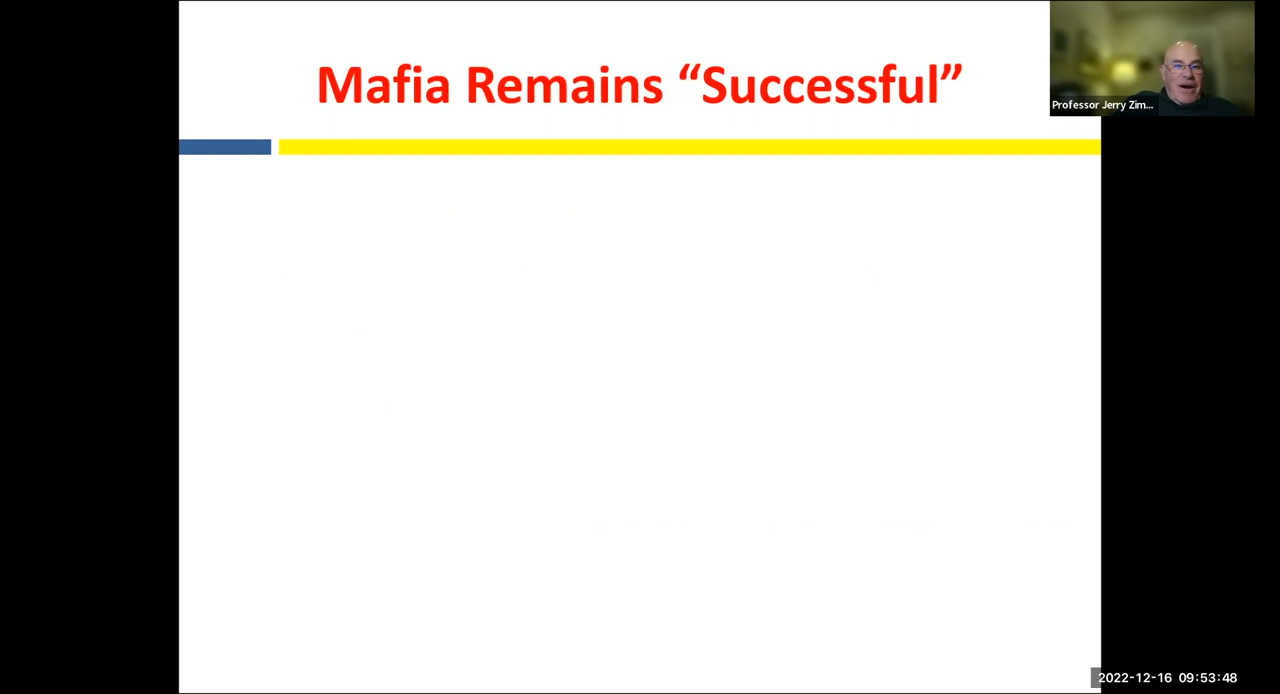 Mafia Remains “Successful”
Professor Jerry Zim...
2022-12-16 09:53:48